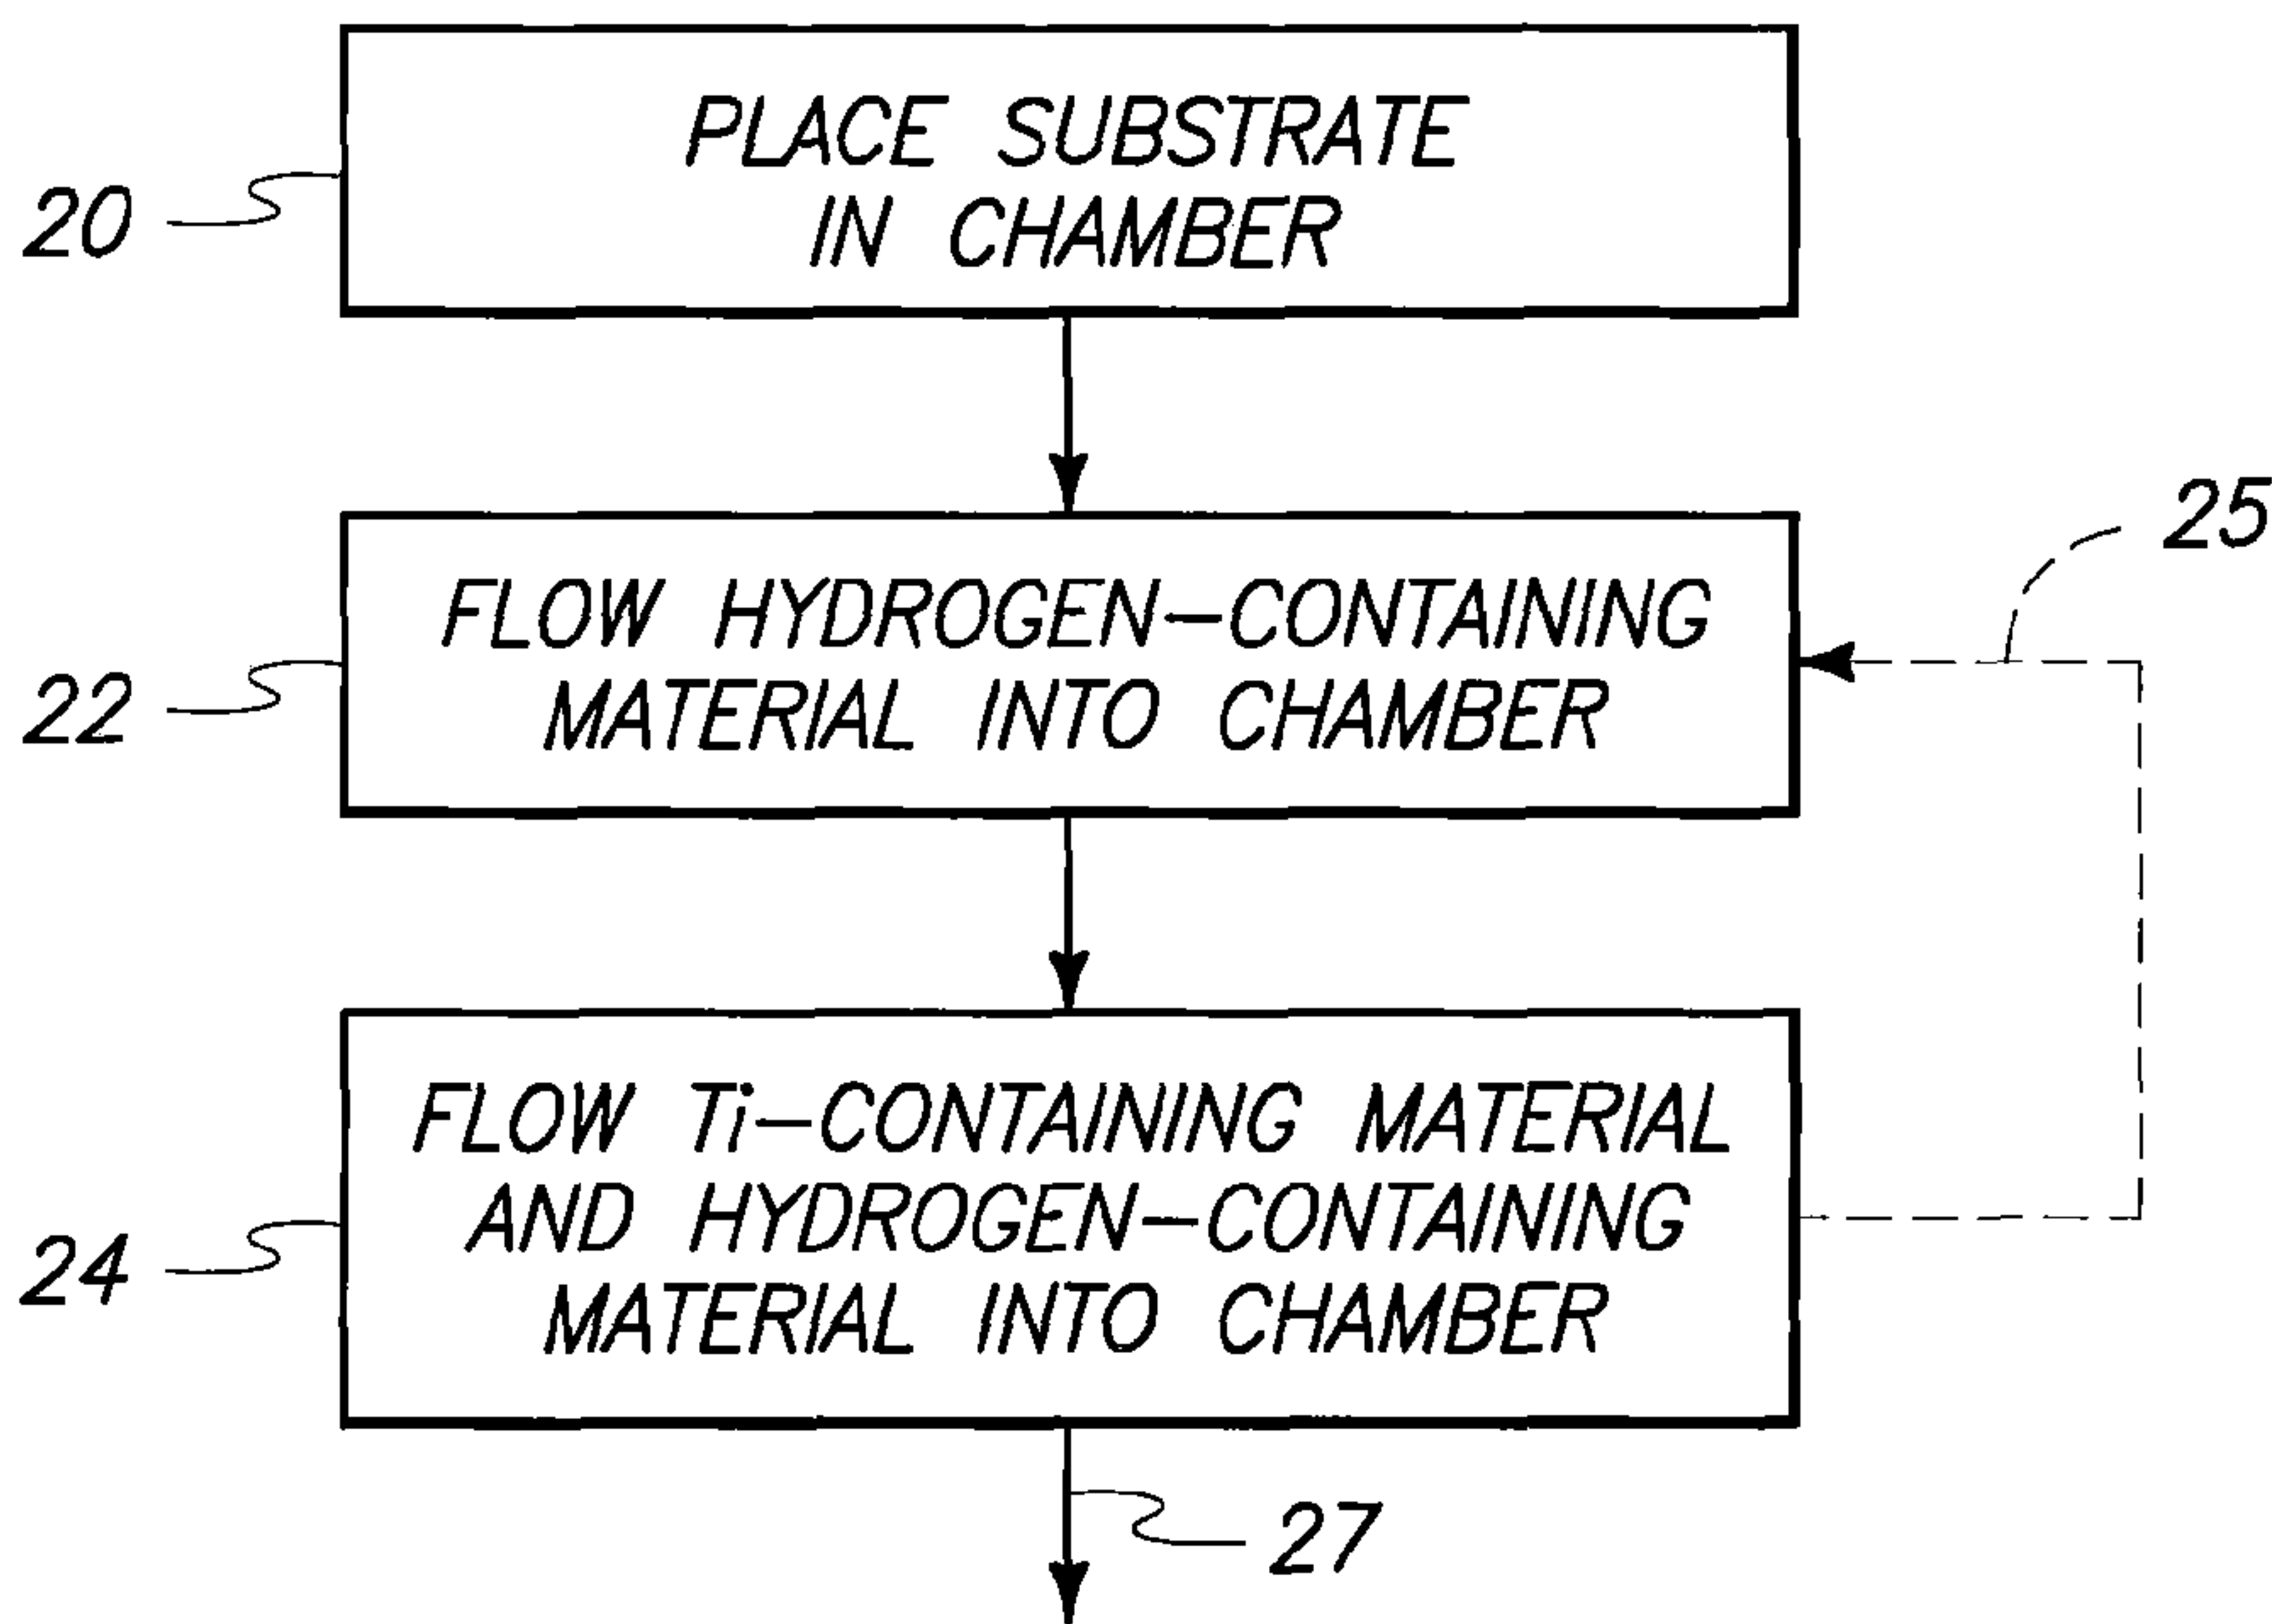 PLACE SUBSTRATE
IN CHAMBER
20
FLOW HYDROGEN-CONTAINING
MATERIAL INTO CHAMBER
22
25
FLOW Ti-CONTAINING MATERIAL
AND HYDROGEN-CONTAINING
MATERIAL INTO CHAMBER
24
27